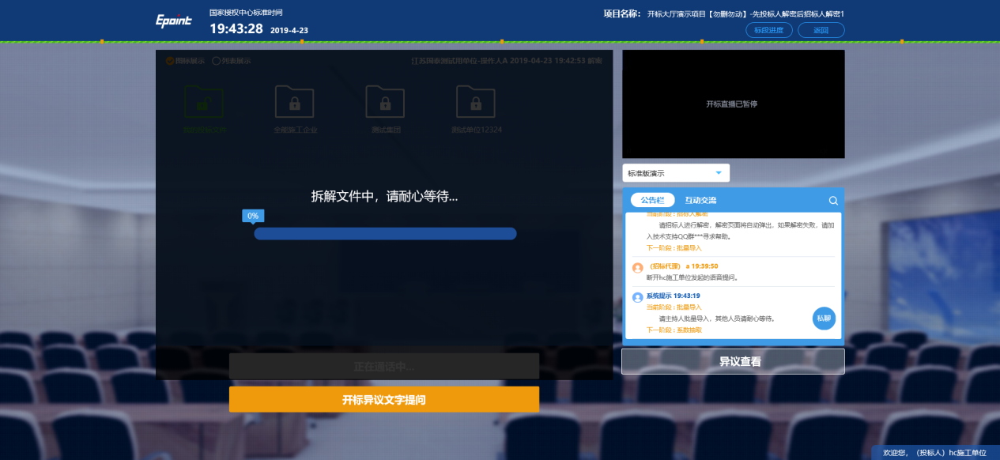 Epoint
国家授权中心标准时间
19:43:28 2019-4-23
项目名称： 开标大厅演示项目【勿删勿动】-先投标人解密后招标人解密1
标段进度
返回
图标展示 列表展示
江苏国泰测试用单位-操作人A 2019-04-23 19:42:53 解密
我的投标文件
全能施工企业
测试集团
测试单位12324
拆解文件中，请耐心等待...
0%
正在通话中...
开标异议文字提问
开标直播已暂停
标准版演示
公告栏 互动交流
当前阶段：招标人解密
请招标人进行解密，解密页面将自动弹出，如果解密失败，请加
入技术支持QQ群***寻求帮助。
下一阶段：批量导入
（招标代理） a 19:39:50
断开hc施工单位发起的语音提问。
系统提示 19:43:19
当前阶段：批量导入
请主持人批量导入，其他人员请耐心等待。
下一阶段：系数抽取
私聊
异议查看
欢迎您，（投标人）hc施工单位